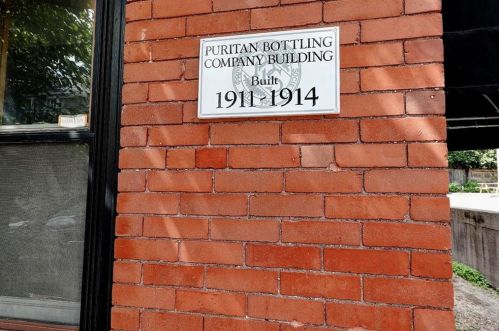 PURITAN BOTTLING
COMPANY BUILDING
Built
1911-1914